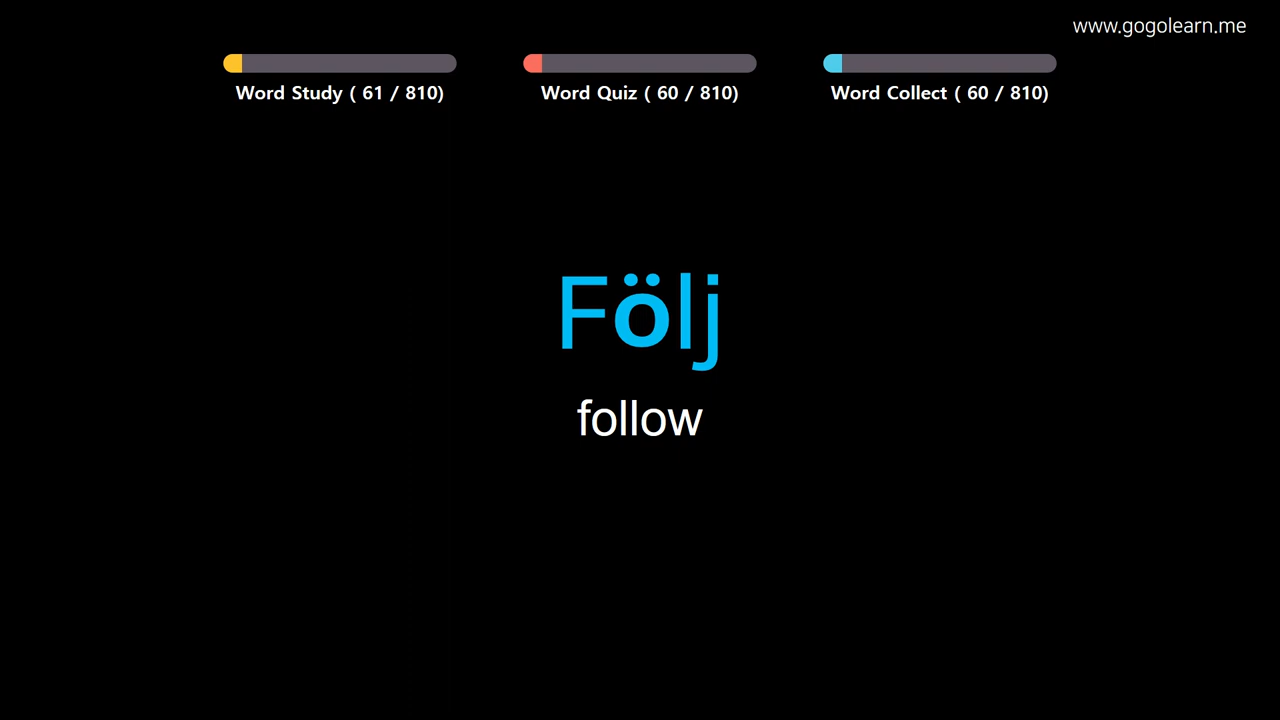 www.gogolearn.me
Word Study ( 61 / 810)
Word Quiz ( 60 / 810)
Word Collect ( 60 / 810)
Följ
follow